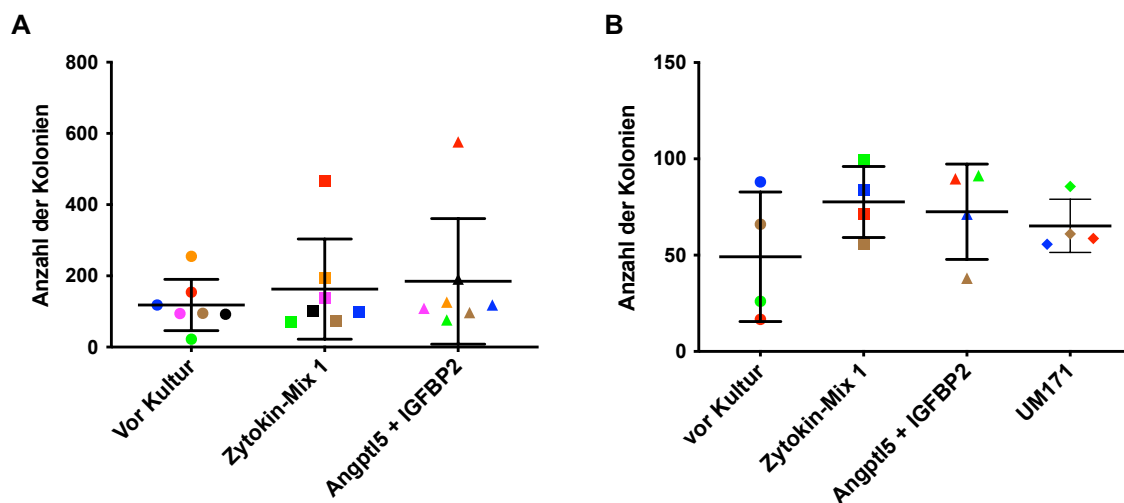 A
Anzahl der Kolonien
800
600
400
200
0
Vor Kultur
Zytokin-Mix 1
Angptl5 + IGFBP2
B
Anzahl der Kolonien
150
100
50
0
vor Kultur
Zytokin-Mix 1
Angptl5 + IGFBP2
UM171